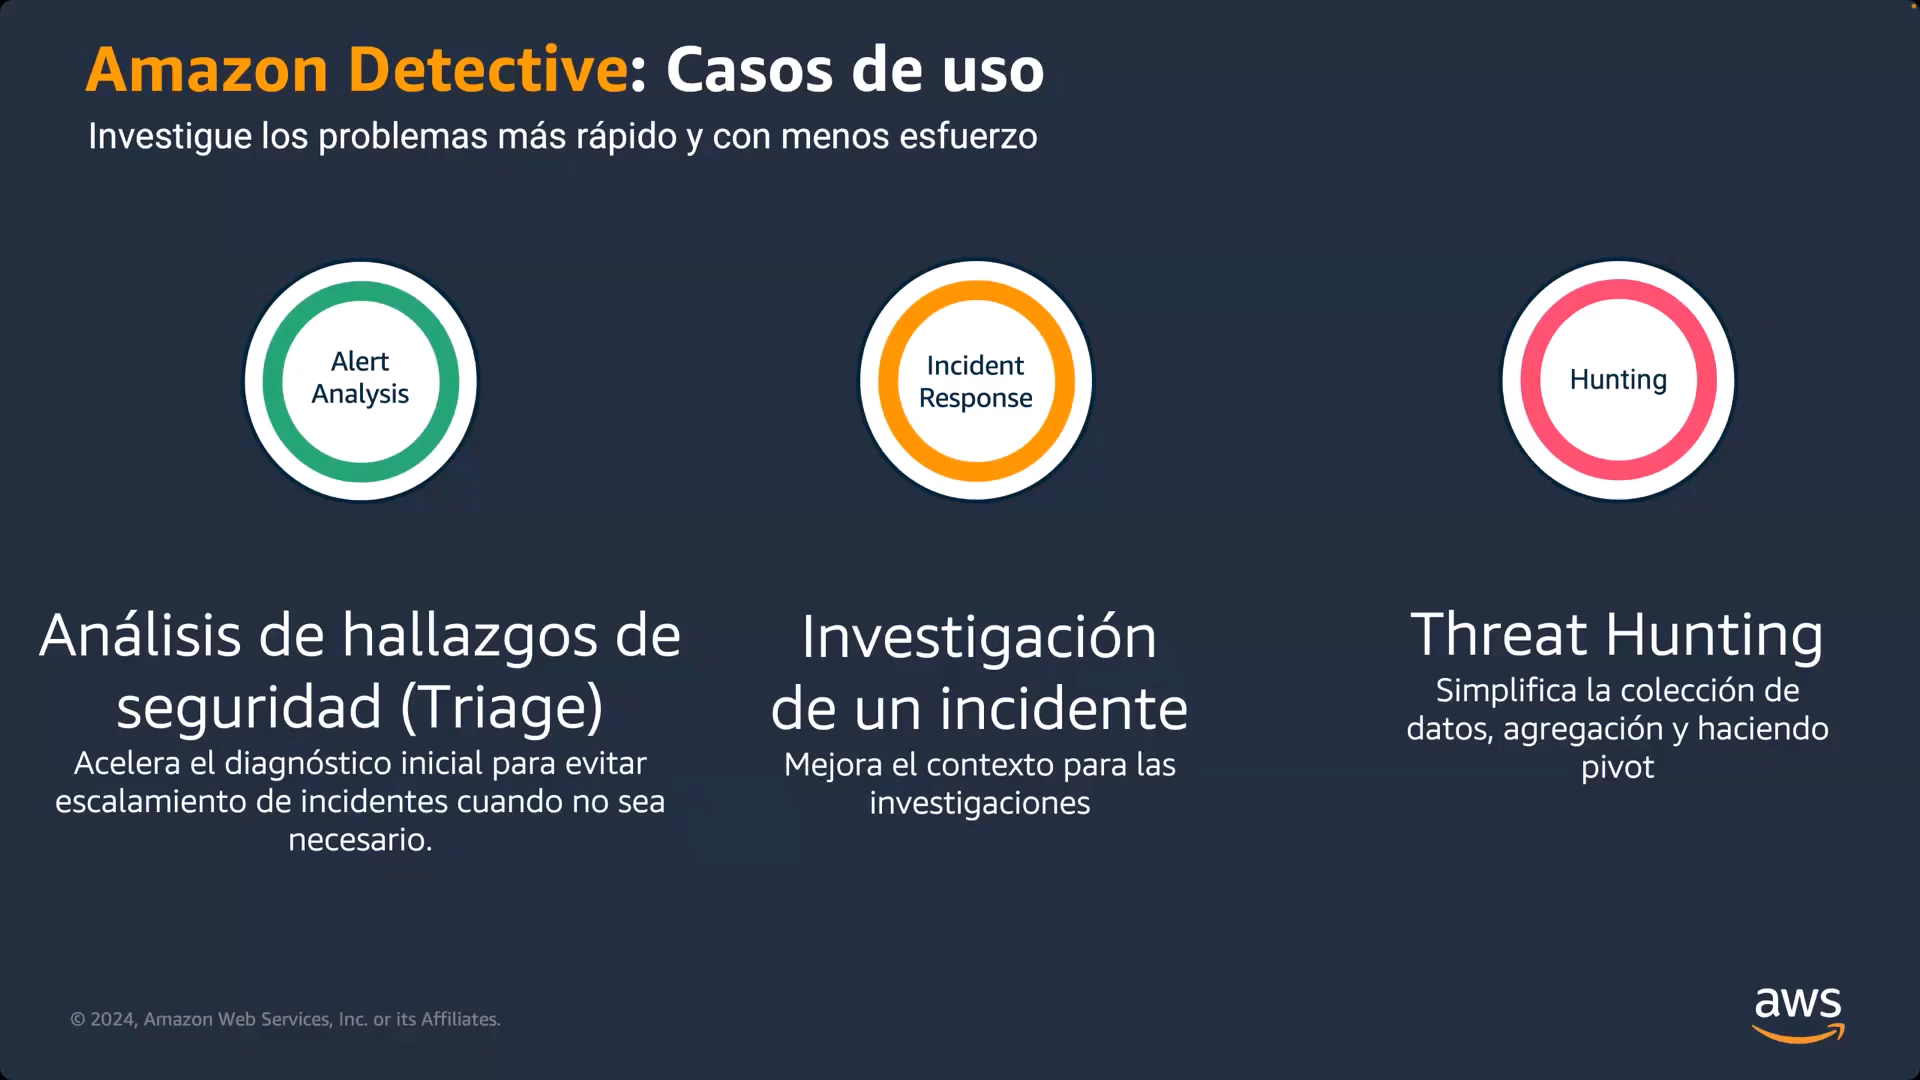 Amazon Detective: Casos de uso
Investigue los problemas más rápido y con menos esfuerzo
Alert
Analysis
Incident
Response
Hunting
Análisis de hallazgos de
seguridad (Triage)
Acelera el diagnóstico inicial para evitar
escalamiento de incidentes cuando no sea
necesario.
Investigación
de un incidente
Mejora el contexto para las
investigaciones
Threat Hunting
Simplifica la colección de
datos, agregación y haciendo
pivot
© 2024, Amazon Web Services, Inc. or its Affiliates.
aws